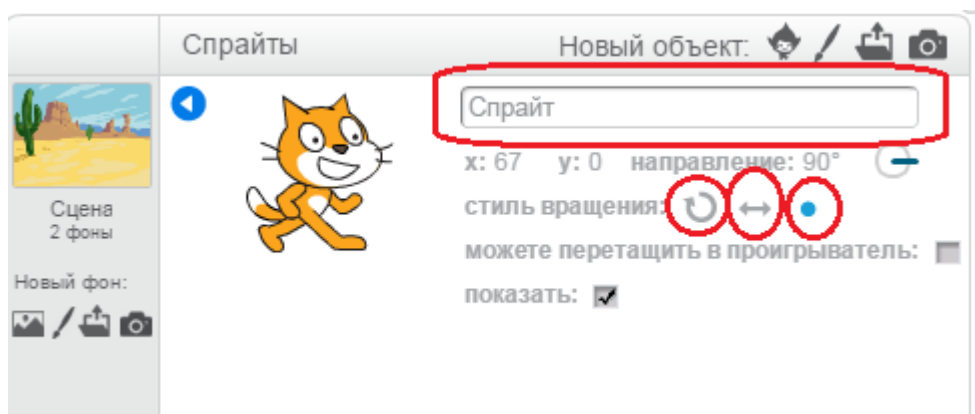 Спрайты
Новый объект:
Спрайт
x: 67 y: 0 направление: 90°
стиль вращения:
можете перетащить в проигрыватель:
показать:
Сцена
2 фоны
Новый фон: